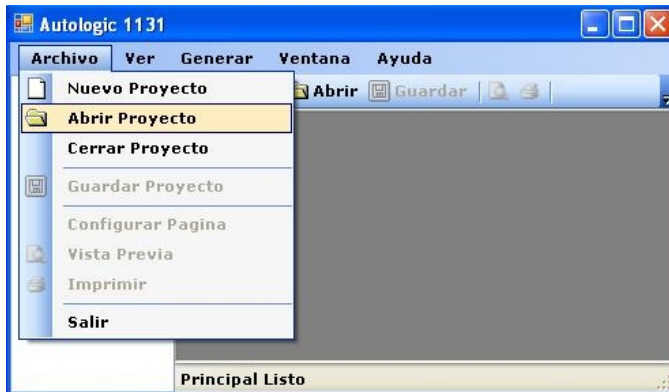 Autologic 1131
Archivo Ver Generar Ventana Ayuda
Abrir Guardar
Nuevo Proyecto
Abrir Proyecto
Cerrar Proyecto
Guardar Proyecto
Configurar Pagina
Vista Previa
Imprimir
Salir
Principal Listo